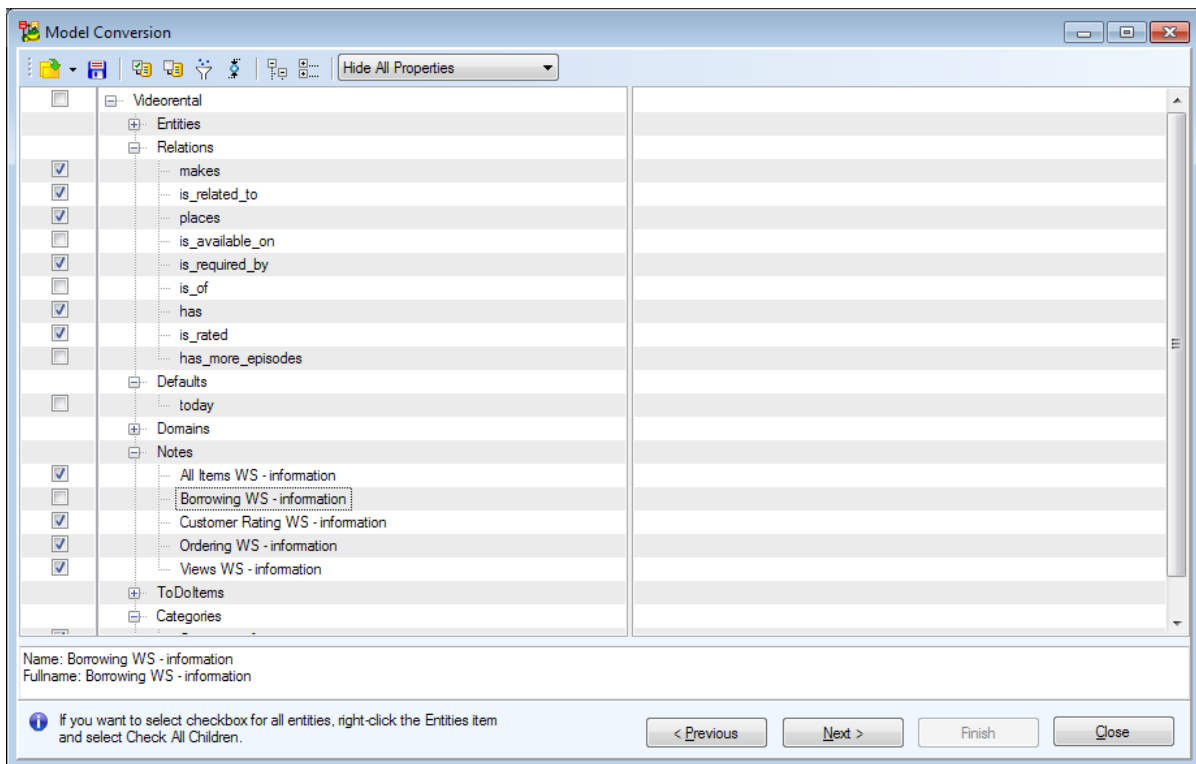 Model Conversion
Hide All Properties
Videorental
Entities
Relations
makes
is_related_to
places
is_available_on
is_required_by
is_of
has
is_rated
has_more_episodes
Defaults
today
Domains
Notes
All Items WS - information
Borrowing WS - information
Customer Rating WS - information
Ordering WS - information
Views WS - information
ToDoItems
Categories
Name: Borrowing WS - information
Fullname: Borrowing WS - information
If you want to select checkbox for all entities, right-click the Entities item
and select Check All Children.
< Previous
Next >
Finish
Close